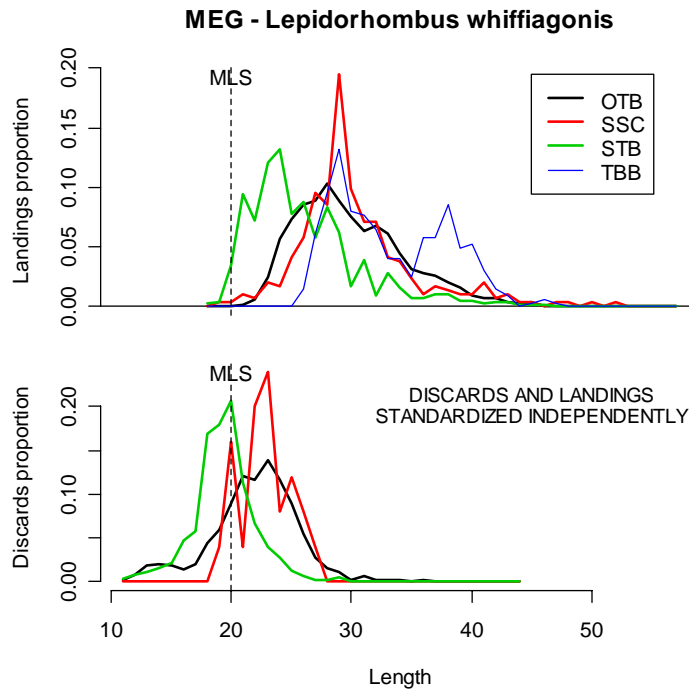 MEG - Lepidorhombus whiffiagonis
MLS
0.20
0.15
0.10
0.05
0.00
Landings proportion
OTB
SSC
STB
TBB
MLS
DISCARDS AND LANDINGS
STANDARDIZED INDEPENDENTLY
0.20
0.10
0.00
Discards proportion
10 20 30 40 50
Length